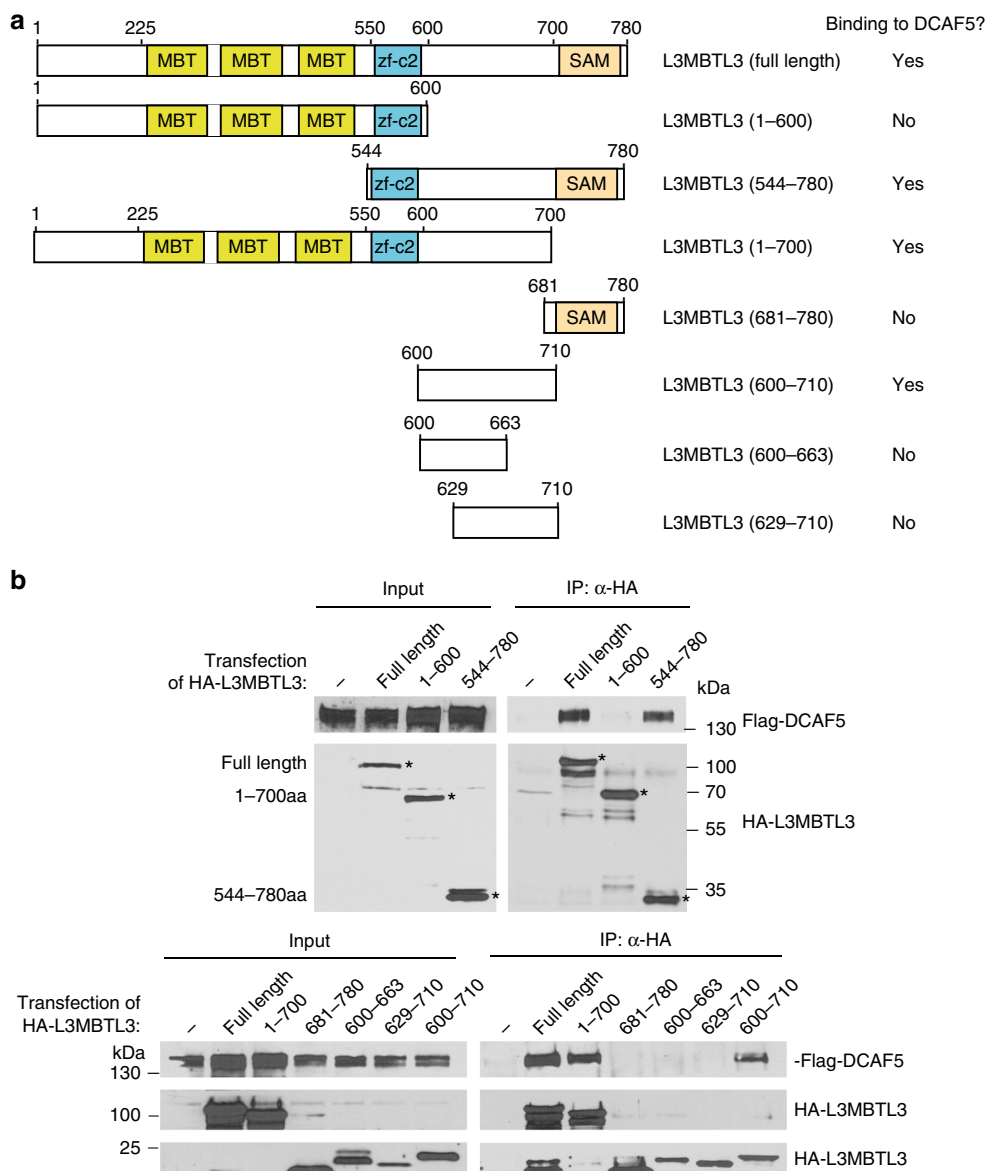 a
1 225 550 600 700 780 Binding to DCAF5?
MBT MBT MBT zf-c2 SAM L3MBTL3 (full length) Yes
1 600
MBT MBT MBT zf-c2 L3MBTL3 (1–600) No
544 780
zf-c2 SAM L3MBTL3 (544–780) Yes
1 225 550 600 700
MBT MBT MBT zf-c2 L3MBTL3 (1–700) Yes
681 780
SAM L3MBTL3 (681–780) No
600 710
L3MBTL3 (600–710) Yes
600 663
L3MBTL3 (600–663) No
629 710
L3MBTL3 (629–710) No
b
Input IP: α-HA
Transfection
of HA-L3MBTL3:
– Full length 1–600 544–780 – Full length 1–600 544–780
kDa
130 Flag-DCAF5
Full length * * 100
1–700aa * * 70
HA-L3MBTL3
55
35
544–780aa * *
Input IP: α-HA
Transfection of
HA-L3MBTL3:
– Full length 1–700 681–780 600–663 629–710 600–710 – Full length 1–700 681–780 600–663 629–710 600–710
kDa
130 -Flag-DCAF5
100 HA-L3MBTL3
25 HA-L3MBTL3